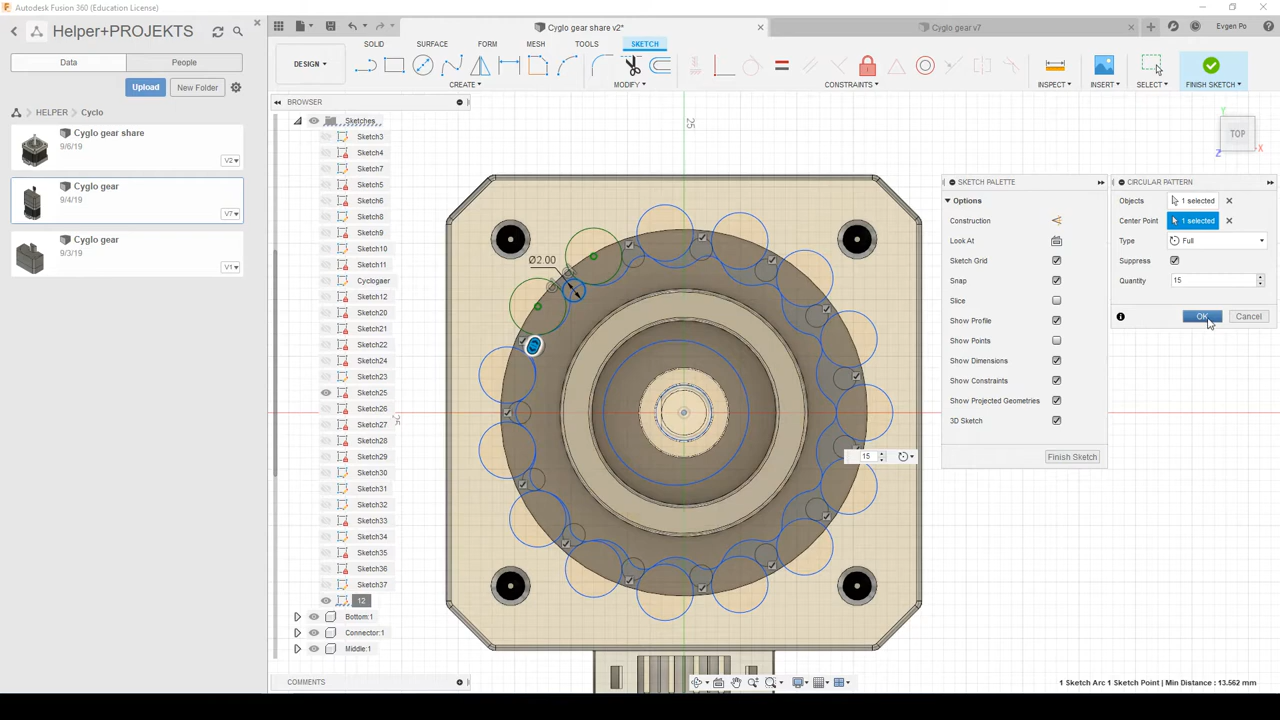 Autodesk Fusion 360 (Education License)
Helper+PROJEKTS
Data
People
Upload
New Folder
HELPER > Cyclo
Cyglo gear share
9/6/19
V2
Cyglo gear
9/4/19
V7
Cyglo gear
9/3/19
V1
Cyglo gear share v2*
Cyglo gear v7
Evgen Po
DESIGN
SOLID
SURFACE
FORM
MESH
TOOLS
SKETCH
CREATE
MODIFY
CONSTRAINTS
INSPECT
INSERT
SELECT
FINISH SKETCH
BROWSER
Sketches
Sketch3
Sketch4
Sketch7
Sketch5
Sketch6
Sketch8
Sketch9
Sketch10
Sketch11
Cyclogaer
Sketch12
Sketch20
Sketch21
Sketch22
Sketch24
Sketch23
Sketch25
Sketch26
Sketch27
Sketch28
Sketch29
Sketch30
Sketch31
Sketch32
Sketch33
Sketch34
Sketch35
Sketch36
Sketch37
12
Bottom:1
Connector:1
Middle:1
25
25
Ø2.00
15
TOP
Y
X
Z
SKETCH PALETTE
Options
Construction
Look At
Sketch Grid
Snap
Slice
Show Profile
Show Points
Show Dimensions
Show Constraints
Show Projected Geometries
3D Sketch
Finish Sketch
CIRCULAR PATTERN
Objects 1 selected
Center Point 1 selected
Type Full
Suppress
Quantity 15
OK
Cancel
COMMENTS
1 Sketch Arc 1 Sketch Point | Min Distance : 13.562 mm